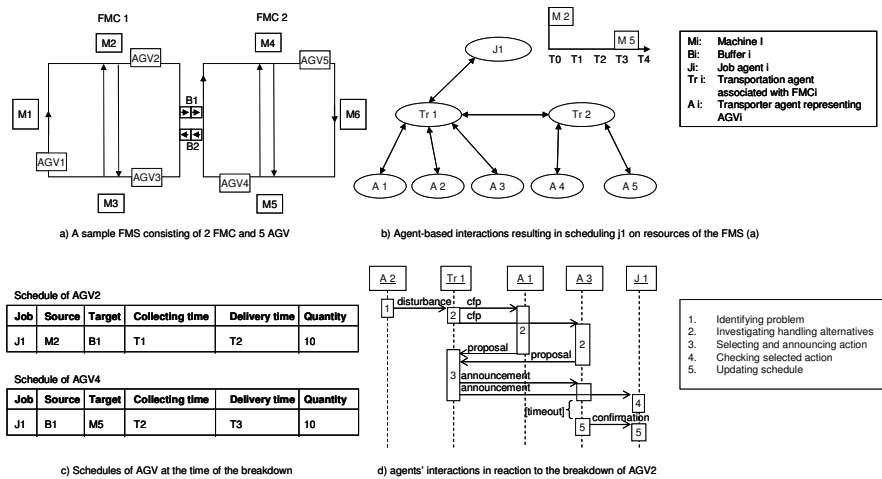 FMC 1
FMC 2
M2
AGV2
M4
AGV5
M1
B1
B2
M6
AGV1
AGV3
AGV4
M3
M5
a) A sample FMS consisting of 2 FMC and 5 AGV
J1
M 2
M 5
T0 T1 T2 T3 T4
Tr 1
Tr 2
A 1
A 2
A 3
A 4
A 5
b) Agent-based interactions resulting in scheduling j1 on resources of the FMS (a)
Mi: Machine I
Bi: Buffer i
Ji: Job agent i
Tr i: Transportation agent
associated with FMCi
A i: Transporter agent representing
AGVi
Schedule of AGV2
Job Source Target Collecting time Delivery time Quantity
J1 M2 B1 T1 T2 10
Schedule of AGV4
Job Source Target Collecting time Delivery time Quantity
J1 B1 M5 T2 T3 10
c) Schedules of AGV at the time of the breakdown
A 2
Tr 1
A 1
A 3
J 1
disturbance
cfp
1
2
cfp
2
2
proposal
proposal
3
announcement
announcement
4
[timeout]
confirmation
5
5
d) agents' interactions in reaction to the breakdown of AGV2
1. Identifying problem
2. Investigating handling alternatives
3. Selecting and announcing action
4. Checking selected action
5. Updating schedule